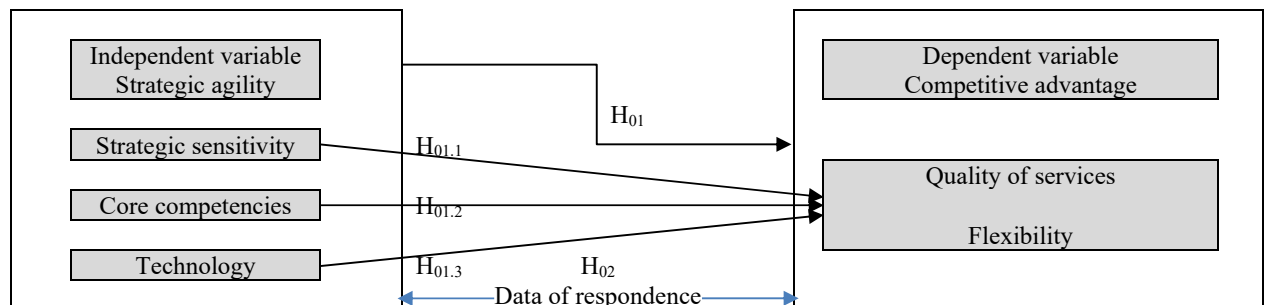 Independent variable
Strategic agility
Dependent variable
Competitive advantage
H01
Strategic sensitivity
H01.1
Quality of services
Core competencies
H01.2
Flexibility
Technology
H01.3
H02
Data of respondence